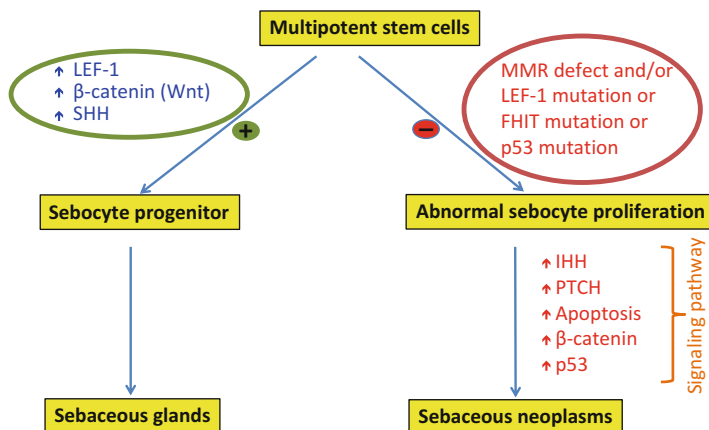 Multipotent stem cells
↑ LEF-1
↑ β-catenin (Wnt)
↑ SHH
+
MMR defect and/or
LEF-1 mutation or
FHIT mutation or
p53 mutation
−
Sebocyte progenitor
Abnormal sebocyte proliferation
↑ IHH
↑ PTCH
↑ Apoptosis
↑ β-catenin
↑ p53
Signaling pathway
Sebaceous glands
Sebaceous neoplasms